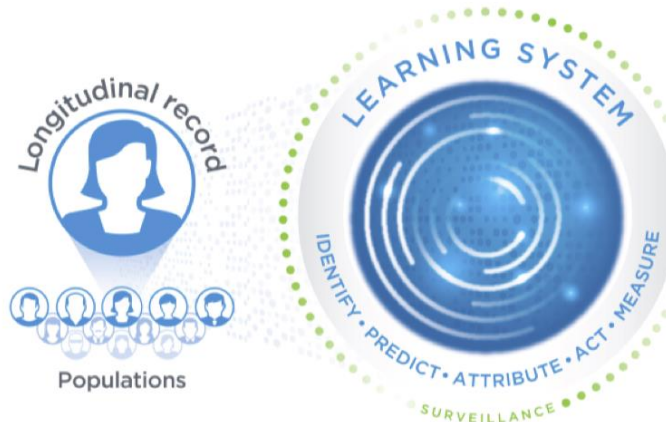 Longitudinal record
Populations
LEARNING SYSTEM
IDENTIFY • PREDICT • ATTRIBUTE • ACT • MEASURE
SURVEILLANCE